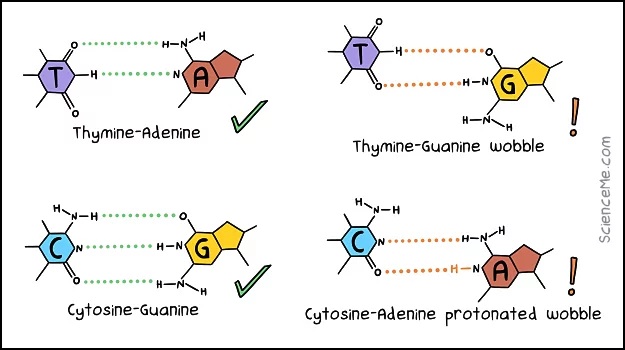 O
H-N-H
T
H
N
A
O
Thymine-Adenine
T
H
O
O
H-N
G
O
H-N-H
Thymine-Guanine wobble
!
H
N-H
O
C
N
H-N
G
O
H-N-H
Cytosine-Guanine
H
N-H
C
N
H-N-H
O
H-N
A
Cytosine-Adenine protonated wobble
!
ScienceMe.com